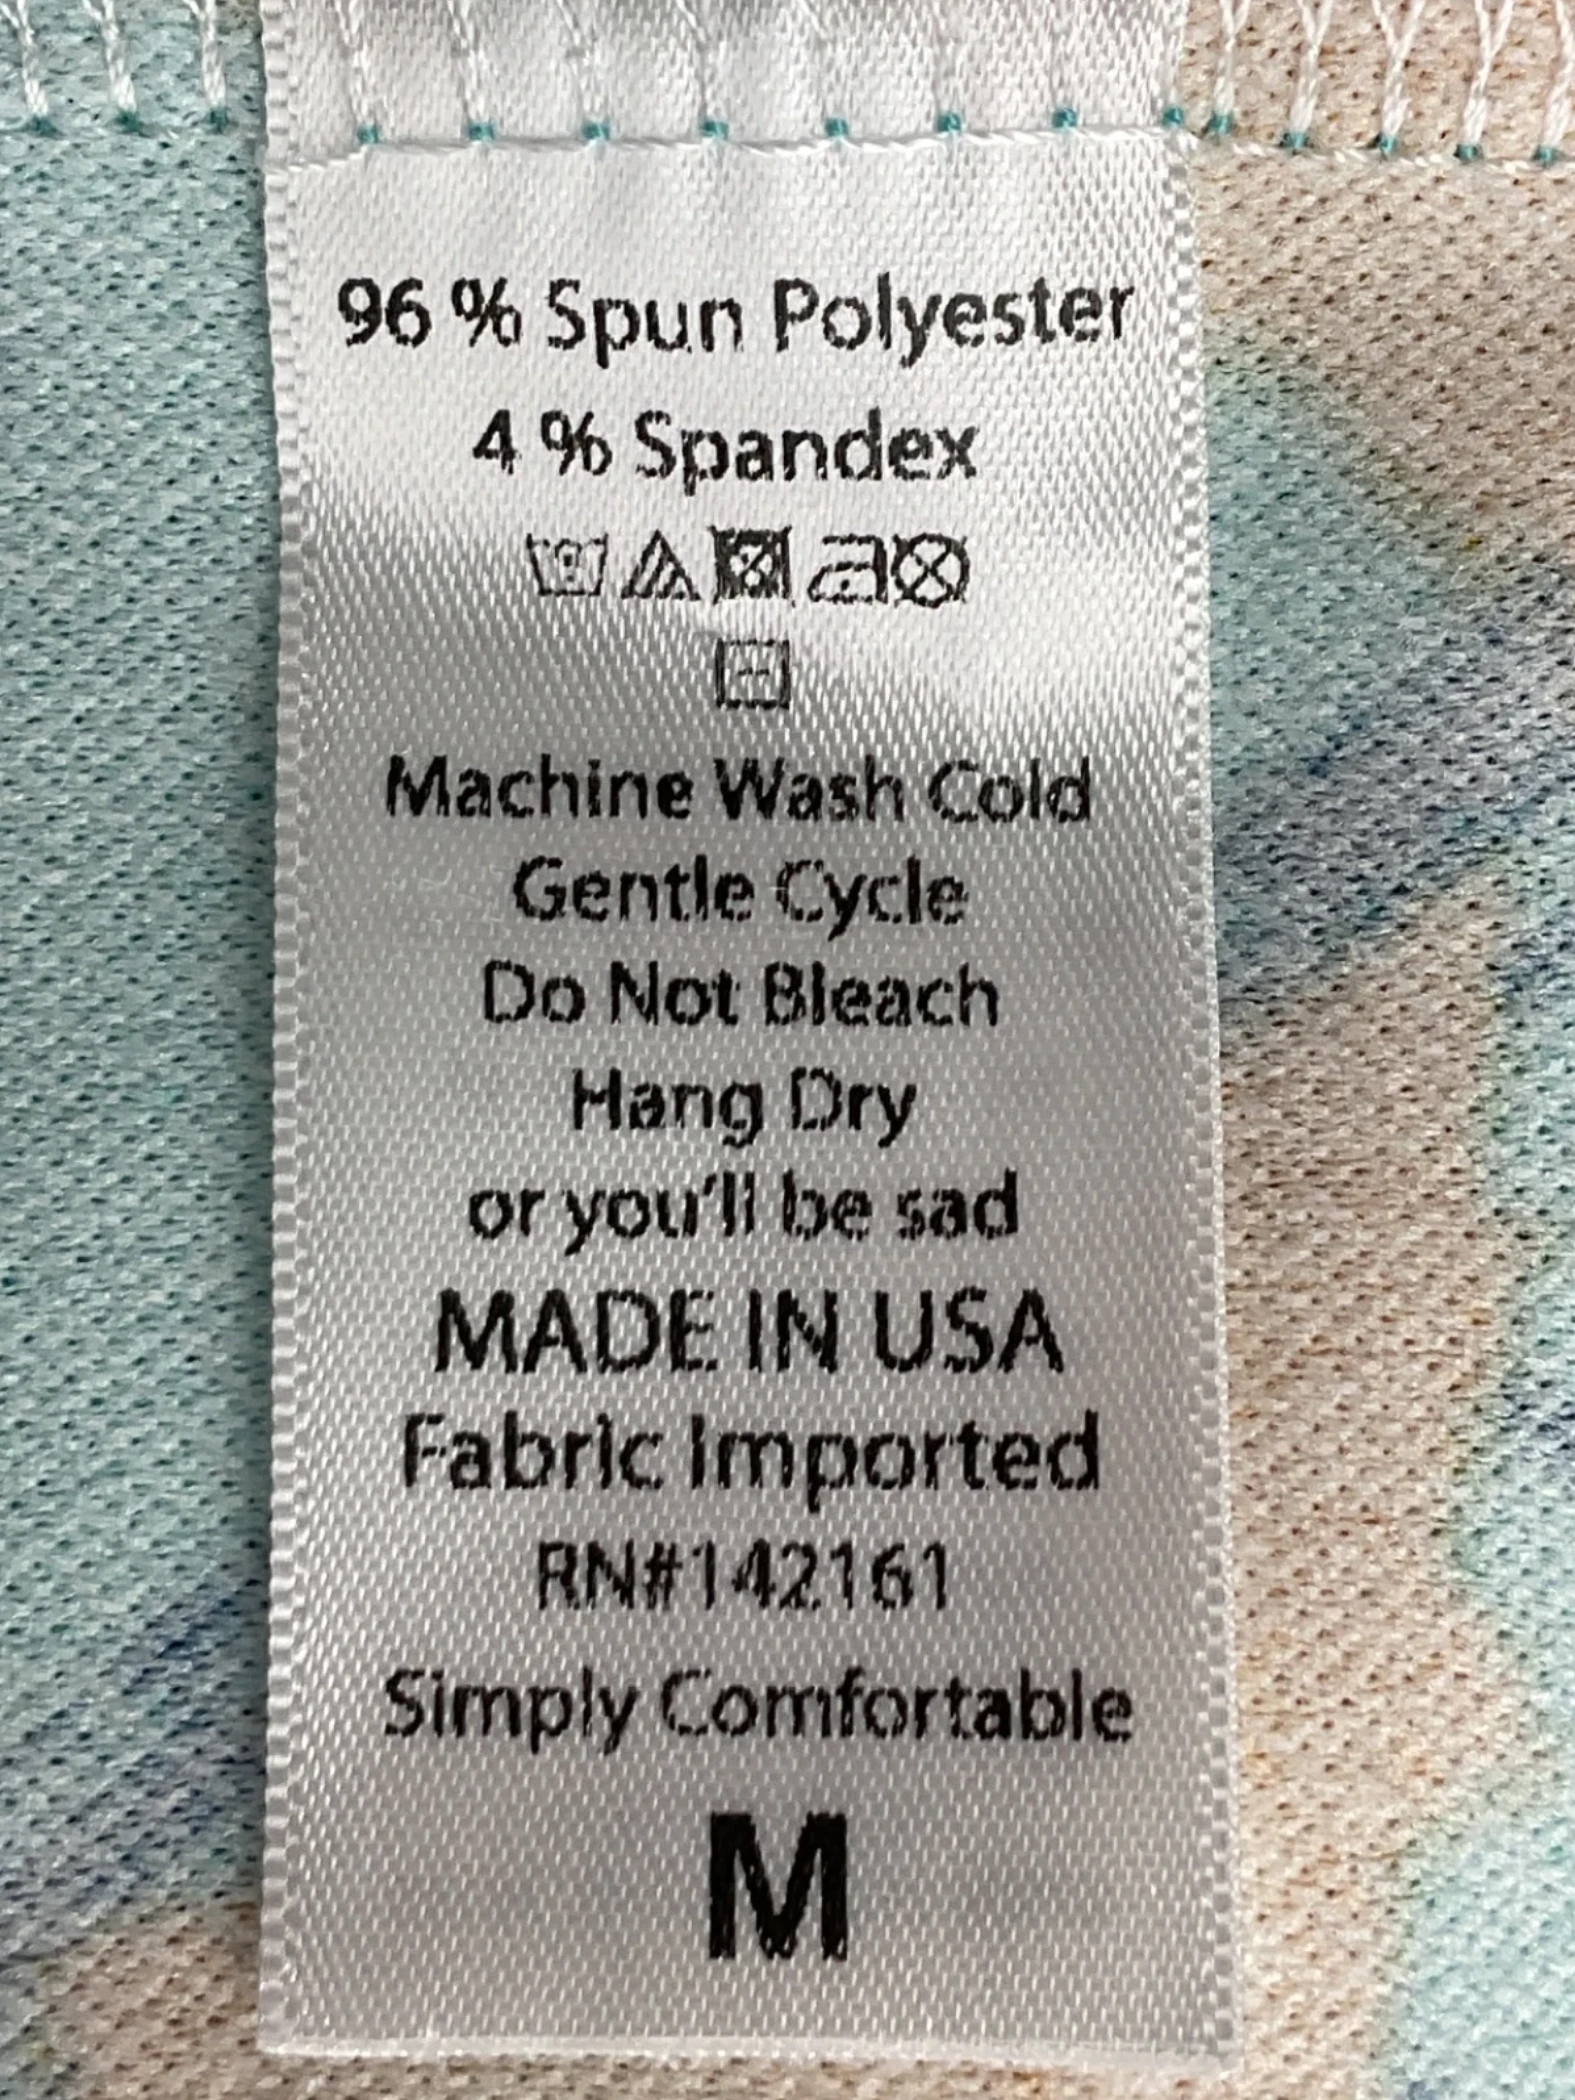 96 % Spun Polyester
4 % Spandex
Machine Wash Cold
Gentle Cycle
Do Not Bleach
Hang Dry
or you'll be sad
MADE IN USA
Fabric Imported
RN#142161
Simply Comfortable
M